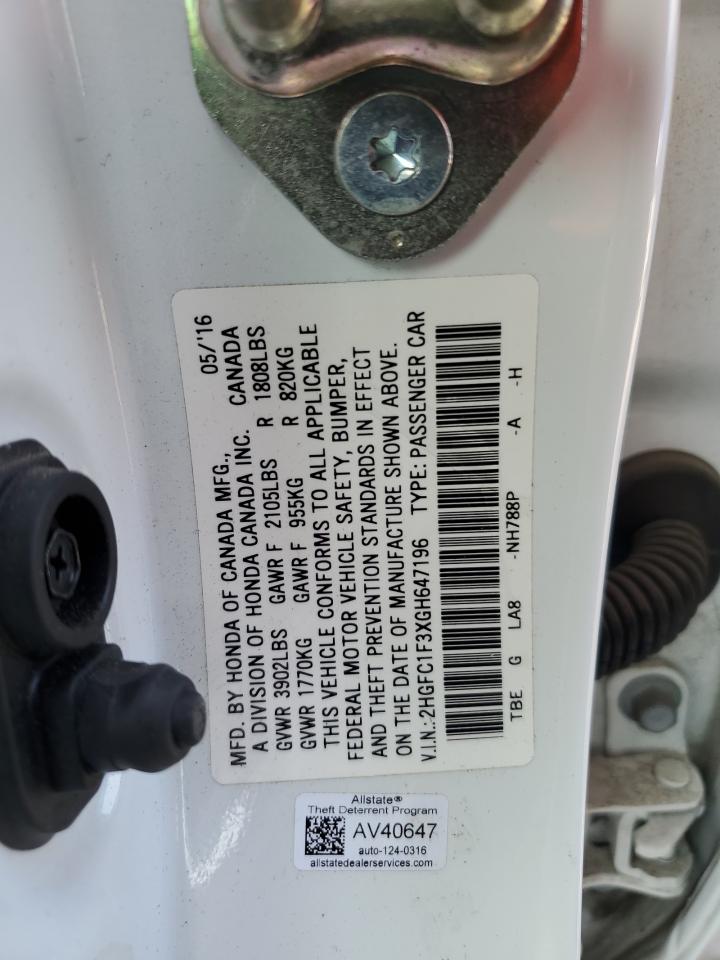 MFD. BY HONDA OF CANADA MFG., 05/'16
A DIVISION OF HONDA CANADA INC. CANADA
GVWR 3902LBS GAWR F 2105LBS R 1808LBS
GVWR 1770KG GAWR F 955KG R 820KG
THIS VEHICLE CONFORMS TO ALL APPLICABLE
FEDERAL MOTOR VEHICLE SAFETY, BUMPER,
AND THEFT PREVENTION STANDARDS IN EFFECT
ON THE DATE OF MANUFACTURE SHOWN ABOVE.
V.I.N.:2HGFC1F3XGH647196 TYPE:PASSENGER CAR
TBE G LA8 -NH788P -A -H
Allstate®
Theft Deterrent Program
AV40647
auto-124-0316
allstatedealerservices.com